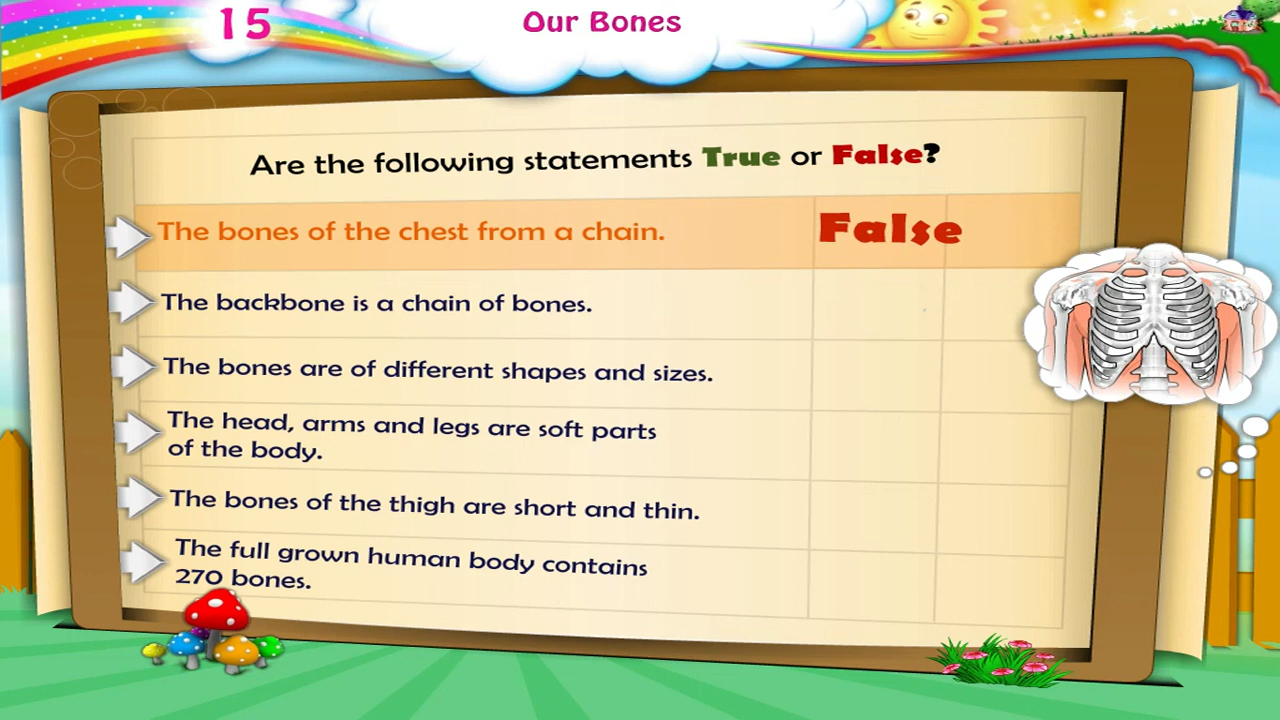 15
Our Bones
Are the following statements True or False?
The bones of the chest from a chain. False
The backbone is a chain of bones.
The bones are of different shapes and sizes.
The head, arms and legs are soft parts
of the body.
The bones of the thigh are short and thin.
The full grown human body contains
270 bones.